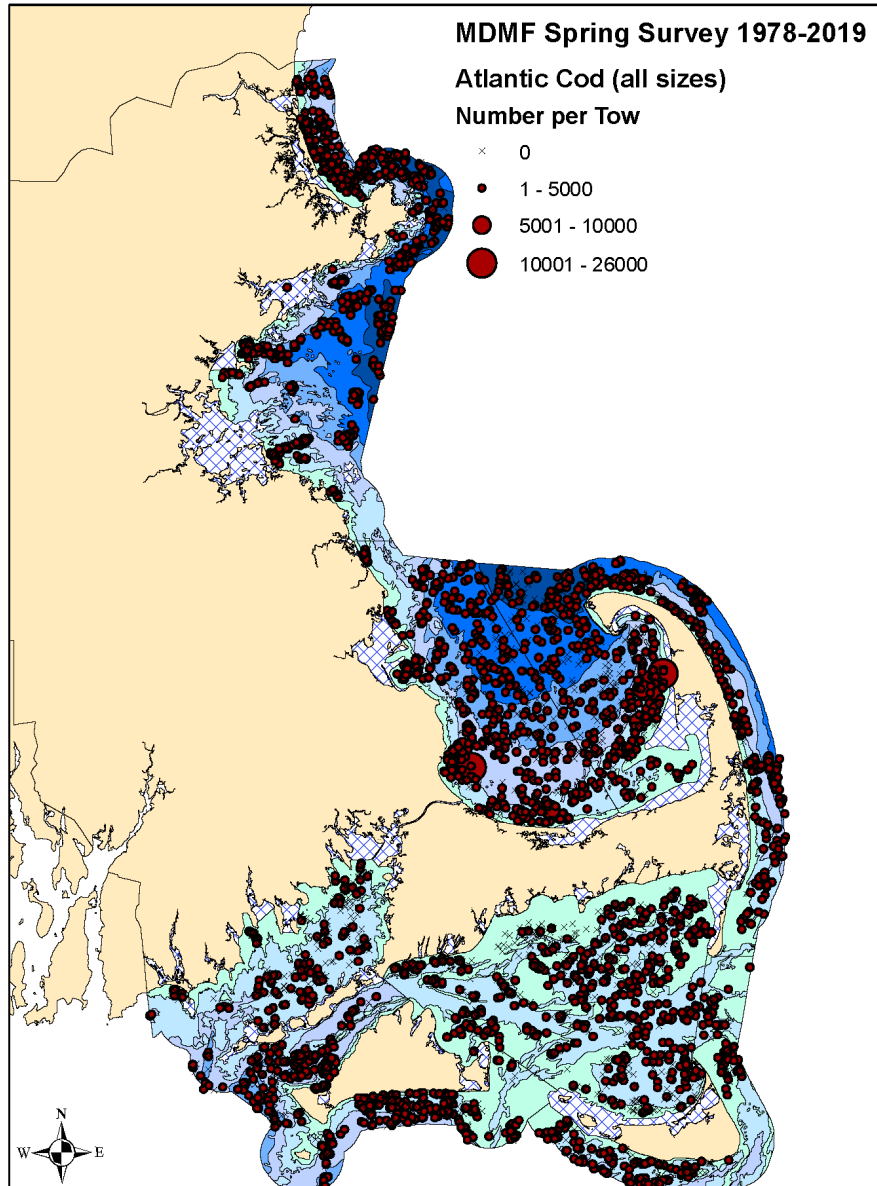 MDMF Spring Survey 1978-2019
Atlantic Cod (all sizes)
Number per Tow
0
1 - 5000
5001 - 10000
10001 - 26000
N
W E
S